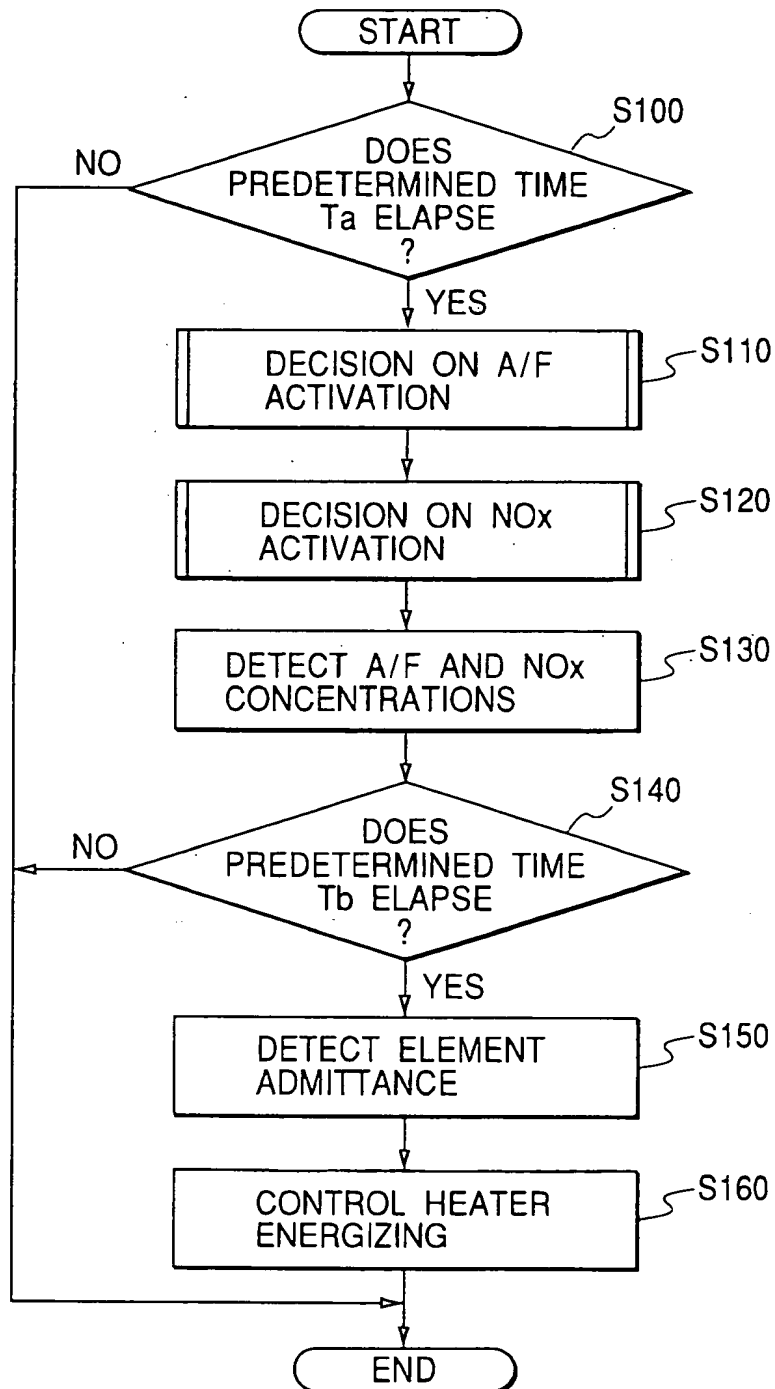 START
S100
NO
DOES
PREDETERMINED TIME
Ta ELAPSE
?
YES
DECISION ON A/F
ACTIVATION
S110
DECISION ON NOx
ACTIVATION
S120
DETECT A/F AND NOx
CONCENTRATIONS
S130
S140
NO
DOES
PREDETERMINED TIME
Tb ELAPSE
?
YES
DETECT ELEMENT
ADMITTANCE
S150
CONTROL HEATER
ENERGIZING
S160
END